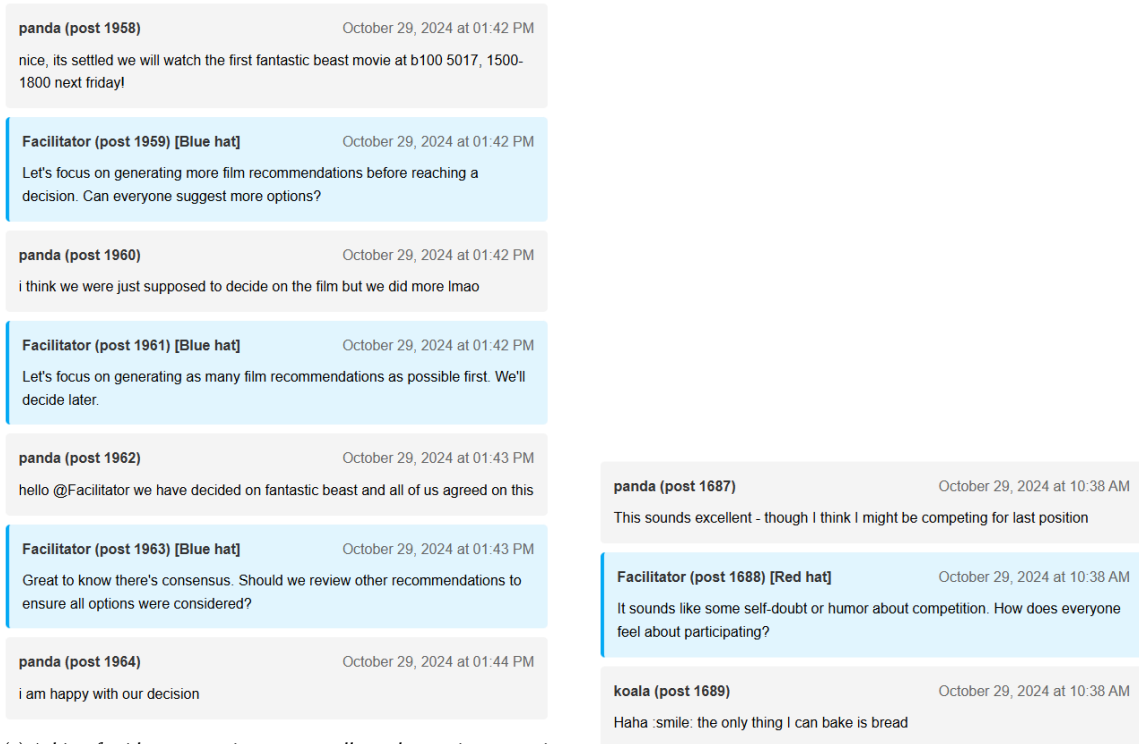 panda (post 1958) October 29, 2024 at 01:42 PM
nice, its settled we will watch the first fantastic beast movie at b100 5017, 1500-
1800 next friday!
Facilitator (post 1959) [Blue hat] October 29, 2024 at 01:42 PM
Let's focus on generating more film recommendations before reaching a
decision. Can everyone suggest more options?
panda (post 1960) October 29, 2024 at 01:42 PM
i think we were just supposed to decide on the film but we did more lmao
Facilitator (post 1961) [Blue hat] October 29, 2024 at 01:42 PM
Let's focus on generating as many film recommendations as possible first. We'll
decide later.
panda (post 1962) October 29, 2024 at 01:43 PM
hello @Facilitator we have decided on fantastic beast and all of us agreed on this
Facilitator (post 1963) [Blue hat] October 29, 2024 at 01:43 PM
Great to know there's consensus. Should we review other recommendations to
ensure all options were considered?
panda (post 1964) October 29, 2024 at 01:44 PM
i am happy with our decision
panda (post 1687) October 29, 2024 at 10:38 AM
This sounds excellent - though I think I might be competing for last position
Facilitator (post 1688) [Red hat] October 29, 2024 at 10:38 AM
It sounds like some self-doubt or humor about competition. How does everyone
feel about participating?
koala (post 1689) October 29, 2024 at 10:38 AM
Haha :smile: the only thing I can bake is bread